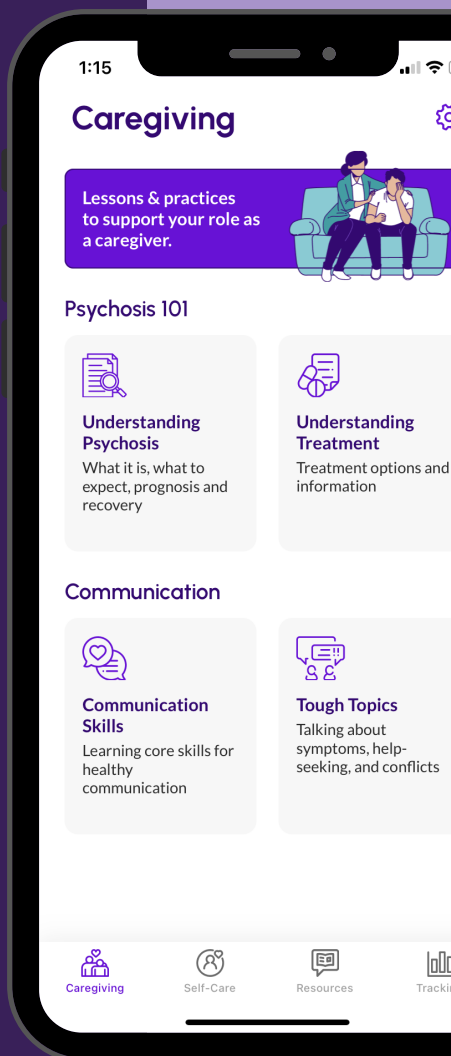 1:15
Caregiving
Lessons & practices
to support your role as
a caregiver.
Psychosis 101
Understanding
Psychosis
What it is, what to
expect, prognosis and
recovery
Understanding
Treatment
Treatment options and
information
Communication
Communication
Skills
Learning core skills for
healthy
communication
Tough Topics
Talking about
symptoms, help-
seeking, and conflicts
Caregiving
Self-Care
Resources